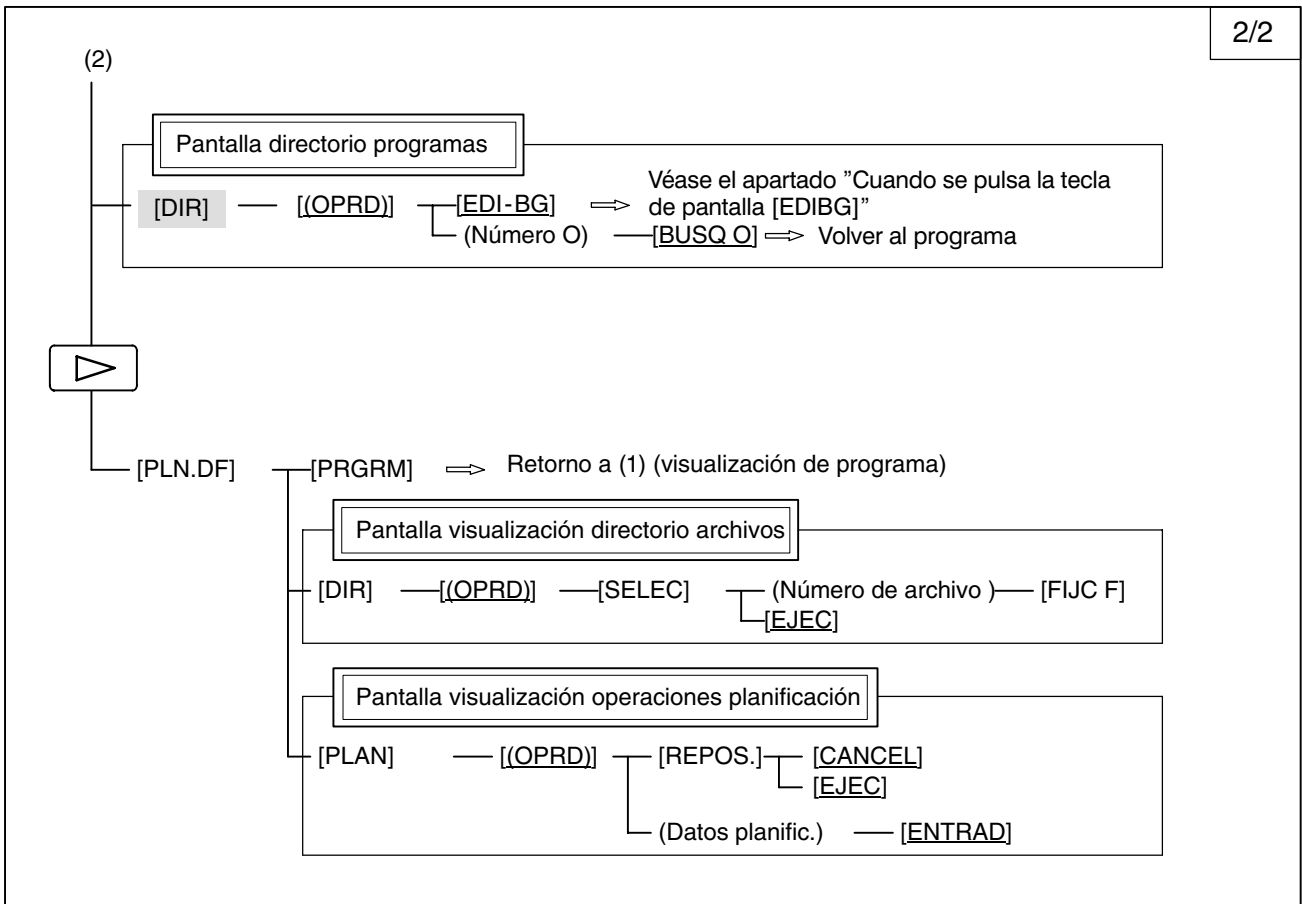 2/2
(2)
Pantalla directorio programas
[DIR] [(OPRD)] [EDI-BG] Véase el apartado ”Cuando se pulsa la tecla
de pantalla [EDIBG]”
(Número O) [BUSQ O] Volver al programa
[PLN.DF] [PRGRM] Retorno a (1) (visualización de programa)
Pantalla visualización directorio archivos
[DIR] [(OPRD)] [SELEC] (Número de archivo ) [FIJC F]
[EJEC]
Pantalla visualización operaciones planificación
[PLAN] [(OPRD)] [REPOS.] [CANCEL]
[EJEC]
(Datos planific.) [ENTRAD]